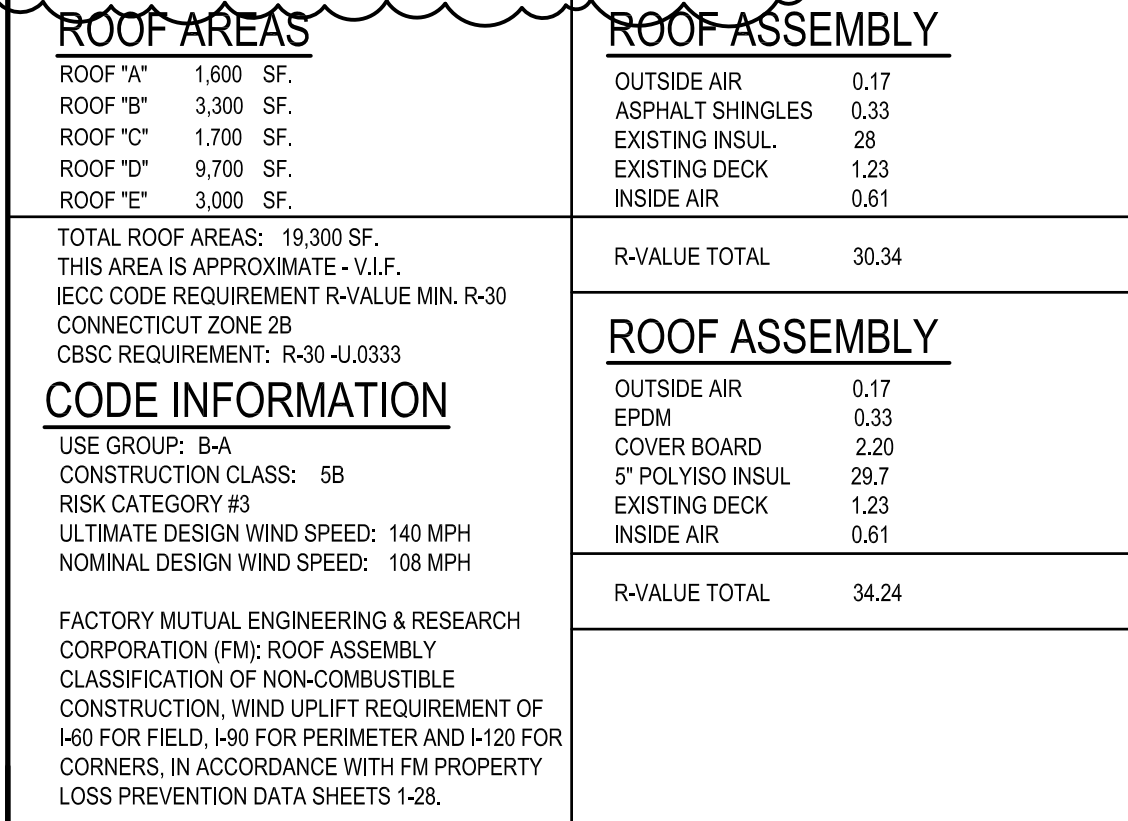 ROOF AREAS
ROOF "A" 1,600 SF.
ROOF "B" 3,300 SF.
ROOF "C" 1.700 SF.
ROOF "D" 9,700 SF.
ROOF "E" 3,000 SF.
TOTAL ROOF AREAS: 19,300 SF.
THIS AREA IS APPROXIMATE - V.I.F.
IECC CODE REQUIREMENT R-VALUE MIN. R-30
CONNECTICUT ZONE 2B
CBSC REQUIREMENT: R-30 -U.0333
CODE INFORMATION
USE GROUP: B-A
CONSTRUCTION CLASS: 5B
RISK CATEGORY #3
ULTIMATE DESIGN WIND SPEED: 140 MPH
NOMINAL DESIGN WIND SPEED: 108 MPH
FACTORY MUTUAL ENGINEERING & RESEARCH
CORPORATION (FM): ROOF ASSEMBLY
CLASSIFICATION OF NON-COMBUSTIBLE
CONSTRUCTION, WIND UPLIFT REQUIREMENT OF
I-60 FOR FIELD, I-90 FOR PERIMETER AND I-120 FOR
CORNERS, IN ACCORDANCE WITH FM PROPERTY
LOSS PREVENTION DATA SHEETS 1-28.
ROOF ASSEMBLY
OUTSIDE AIR 0.17
ASPHALT SHINGLES 0.33
EXISTING INSUL. 28
EXISTING DECK 1.23
INSIDE AIR 0.61
R-VALUE TOTAL 30.34
ROOF ASSEMBLY
OUTSIDE AIR 0.17
EPDM 0.33
COVER BOARD 2.20
5" POLYISO INSUL 29.7
EXISTING DECK 1.23
INSIDE AIR 0.61
R-VALUE TOTAL 34.24